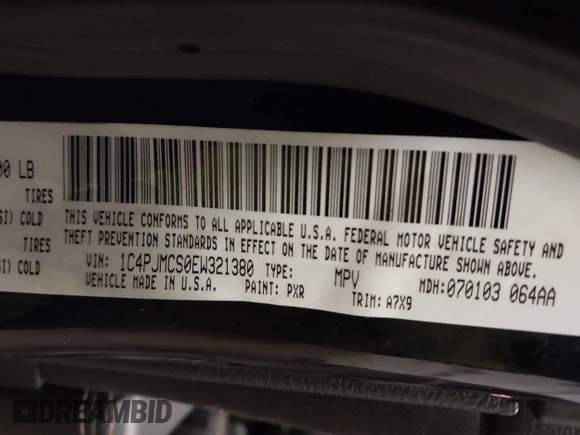 00 LB
TIRES
SI) COLD
TIRES
SI) COLD
THIS VEHICLE CONFORMS TO ALL APPLICABLE U.S.A. FEDERAL MOTOR VEHICLE SAFETY AND
THEFT PREVENTION STANDARDS IN EFFECT ON THE DATE OF MANUFACTURE SHOWN ABOVE.
VIN: 1C4PJMCS0EW321380 TYPE: MPV MDH:070103 064AA
VEHICLE MADE IN U.S.A. PAINT: PXR TRIM: A7X9
DREAMBID